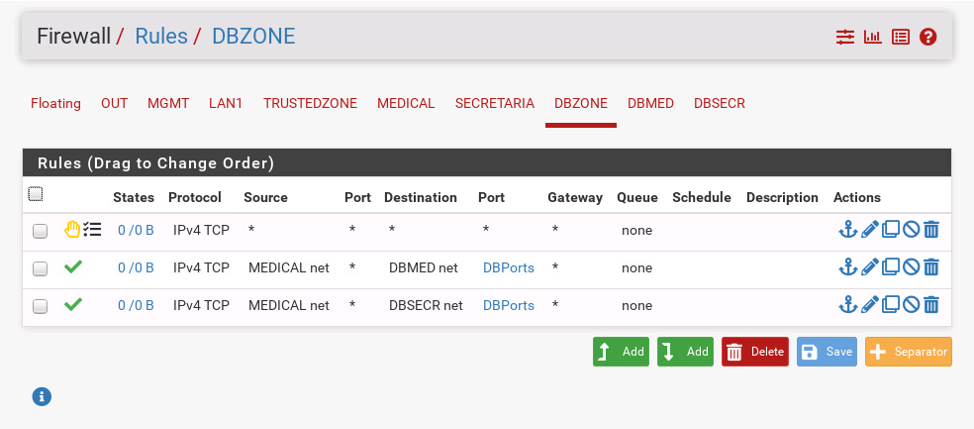 Firewall / Rules / DBZONE
Floating OUT MGMT LAN1 TRUSTEDZONE MEDICAL SECRETARIA DBZONE DBMED DBSECR
Rules (Drag to Change Order)
States Protocol Source Port Destination Port Gateway Queue Schedule Description Actions
0 /0 B IPv4 TCP * * * * * none
0 /0 B IPv4 TCP MEDICAL net * DBMED net DBPorts * none
0 /0 B IPv4 TCP MEDICAL net * DBSECR net DBPorts * none
Add Add Delete Save Separator